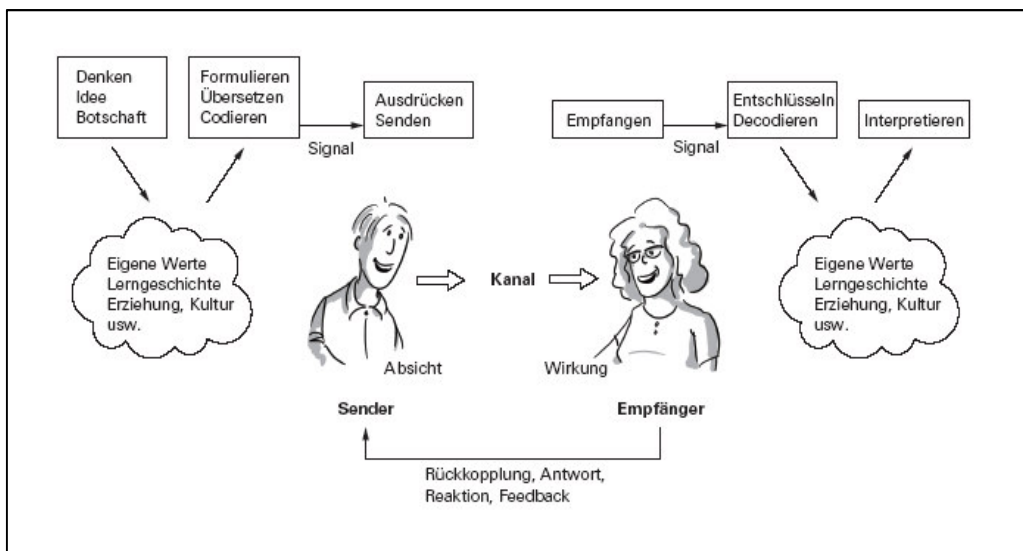 Denken
Idee
Botschaft
Formulieren
Übersetzen
Codieren
Signal
Ausdrücken
Senden
Empfangen
Signal
Entschlüsseln
Decodieren
Interpretieren
Eigene Werte
Lerngeschichte
Erziehung, Kultur
usw.
Kanal
Eigene Werte
Lerngeschichte
Erziehung, Kultur
usw.
Absicht
Wirkung
Sender
Empfänger
Rückkopplung, Antwort,
Reaktion, Feedback